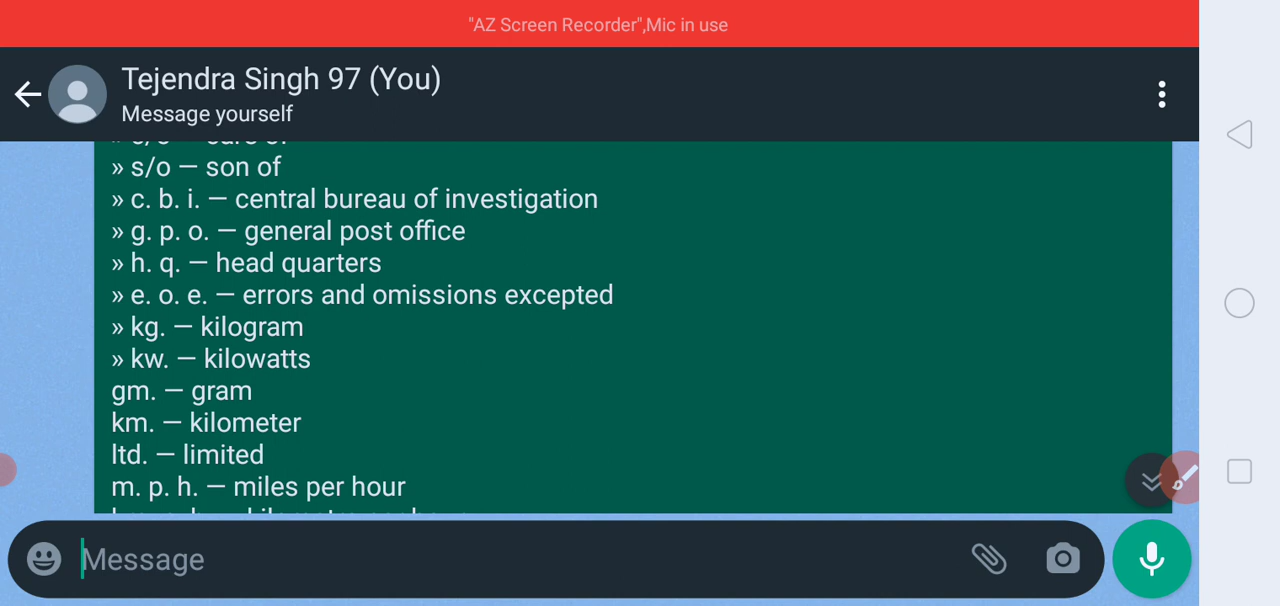 "AZ Screen Recorder",Mic in use
Tejendra Singh 97 (You)
Message yourself
» s/o — son of
» c. b. i. — central bureau of investigation
» g. p. o. — general post office
» h. q. — head quarters
» e. o. e. — errors and omissions excepted
» kg. — kilogram
» kw. — kilowatts
gm. — gram
km. — kilometer
ltd. — limited
m. p. h. — miles per hour
Message